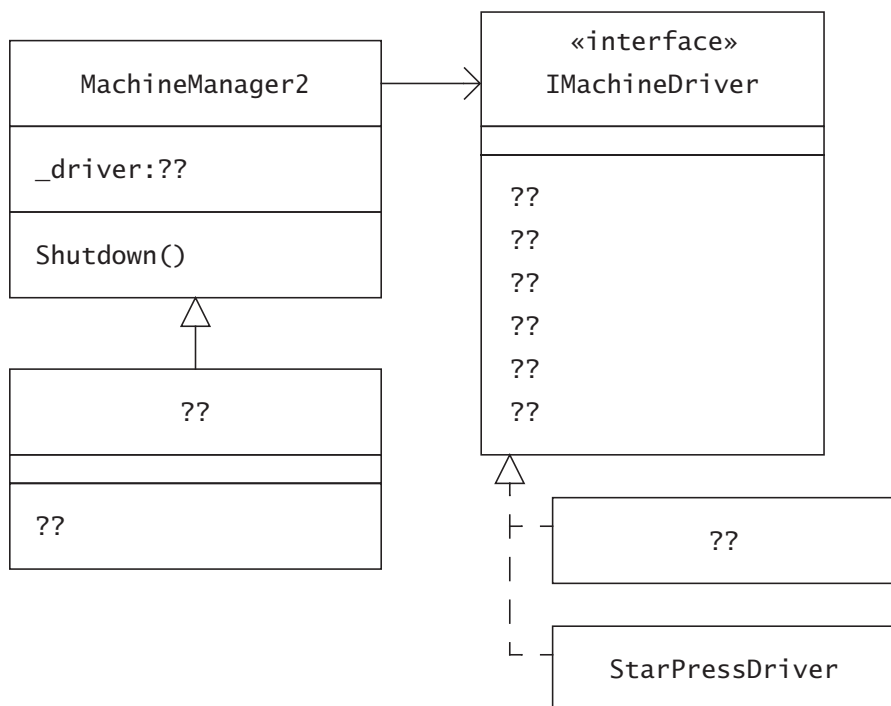 MachineManager2
_driver:??
Shutdown()
??
??
«interface»
IMachineDriver
??
??
??
??
??
??
??
StarPressDriver